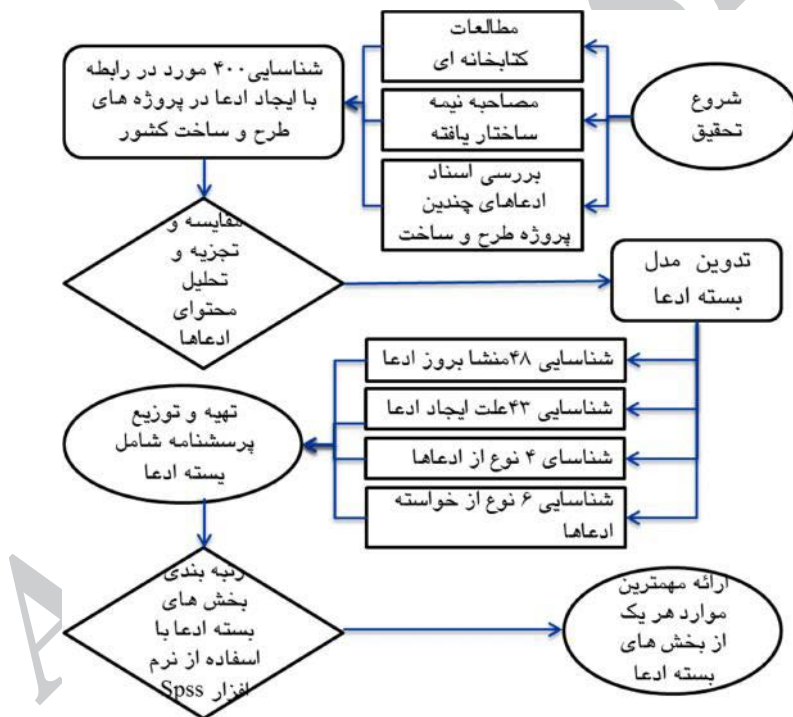 شروع
تحقیق
مطالعات
کتابخانه ای
مصاحبه نیمه
ساختار یافته
بررسی اسناد
ادعاهای چندین
پروژه طرح و ساخت
شناسایی ۴۰۰ مورد در رابطه
با ایجاد ادعا در پروژه های
طرح و ساخت کشور
مقایسه و
تجزیه و
تحلیل
محتوای
ادعاها
تدوین مدل
بسته ادعا
شناسایی ۴۸منشا بروز ادعا
شناسایی ۴۳علت ایجاد ادعا
شناسای ۴ نوع از ادعاها
شناسایی ۶ نوع از خواسته
ادعاها
تهیه و توزیع
پرسشنامه شامل
بسته ادعا
رتبه بندی
بخش های
بسته ادعا با
اسفاده از نرم
افزار Spss
ارائه مهمترین
موارد هر یک
از بخش های
بسته ادعا